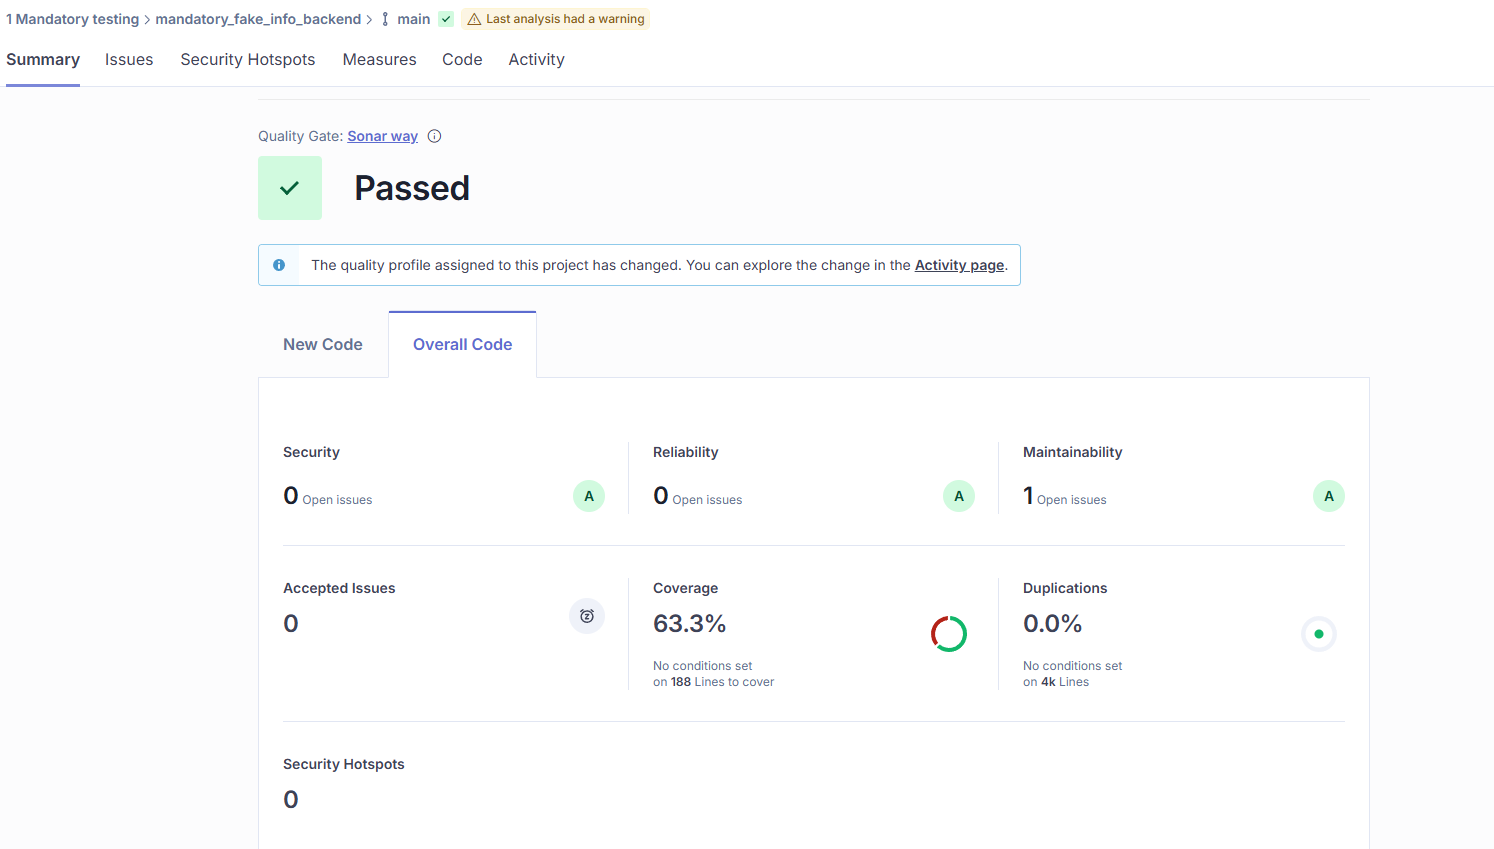 1 Mandatory testing > mandatory_fake_info_backend > main Last analysis had a warning
Summary Issues Security Hotspots Measures Code Activity
Quality Gate: Sonar way
Passed
The quality profile assigned to this project has changed. You can explore the change in the Activity page.
New Code Overall Code
Security Reliability Maintainability
0 Open issues A 0 Open issues A 1 Open issues A
Accepted Issues Coverage Duplications
0 63.3% 0.0%
No conditions set No conditions set
on 188 Lines to cover on 4k Lines
Security Hotspots
0